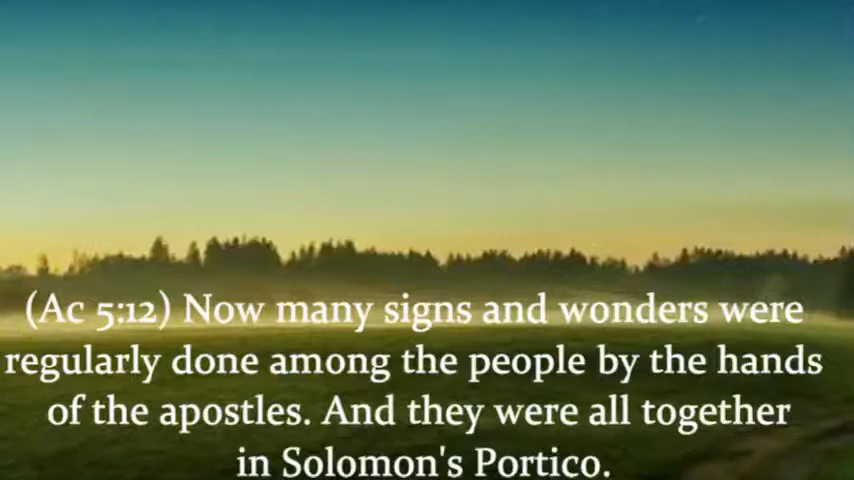 (Ac 5:12) Now many signs and wonders were
regularly done among the people by the hands
of the apostles. And they were all together
in Solomon's Portico.